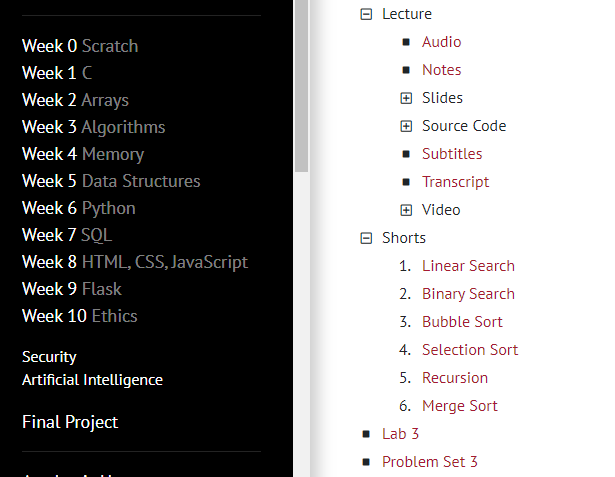 Week 0 Scratch
Week 1 C
Week 2 Arrays
Week 3 Algorithms
Week 4 Memory
Week 5 Data Structures
Week 6 Python
Week 7 SQL
Week 8 HTML, CSS, JavaScript
Week 9 Flask
Week 10 Ethics
Security
Artificial Intelligence
Final Project
Lecture
Audio
Notes
Slides
Source Code
Subtitles
Transcript
Video
Shorts
1. Linear Search
2. Binary Search
3. Bubble Sort
4. Selection Sort
5. Recursion
6. Merge Sort
Lab 3
Problem Set 3